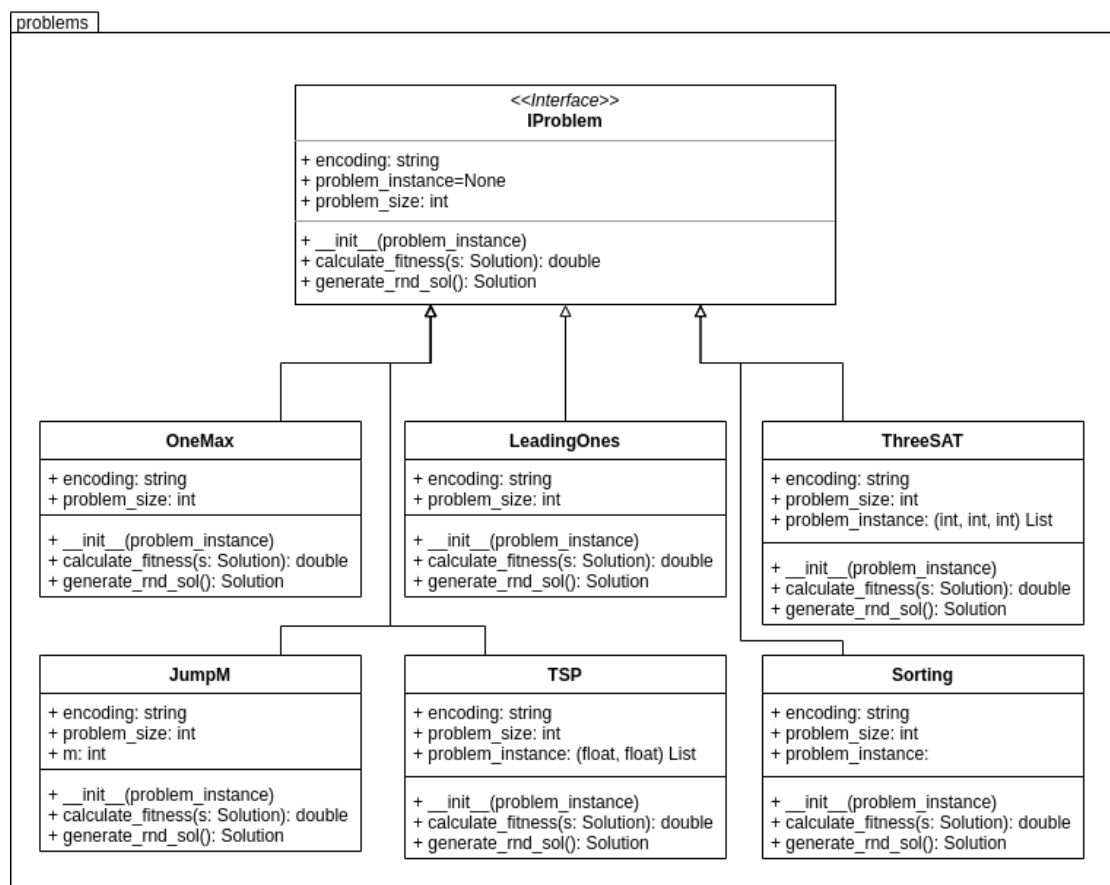 problems
<<Interface>>
IProblem
+ encoding: string
+ problem_instance=None
+ problem_size: int
+ __init__(problem_instance)
+ calculate_fitness(s: Solution): double
+ generate_rnd_sol(): Solution
OneMax
+ encoding: string
+ problem_size: int
+ __init__(problem_instance)
+ calculate_fitness(s: Solution): double
+ generate_rnd_sol(): Solution
LeadingOnes
+ encoding: string
+ problem_size: int
+ __init__(problem_instance)
+ calculate_fitness(s: Solution): double
+ generate_rnd_sol(): Solution
ThreeSAT
+ encoding: string
+ problem_size: int
+ problem_instance: (int, int, int) List
+ __init__(problem_instance)
+ calculate_fitness(s: Solution): double
+ generate_rnd_sol(): Solution
JumpM
+ encoding: string
+ problem_size: int
+ m: int
+ __init__(problem_instance)
+ calculate_fitness(s: Solution): double
+ generate_rnd_sol(): Solution
TSP
+ encoding: string
+ problem_size: int
+ problem_instance: (float, float) List
+ __init__(problem_instance)
+ calculate_fitness(s: Solution): double
+ generate_rnd_sol(): Solution
Sorting
+ encoding: string
+ problem_size: int
+ problem_instance:
+ __init__(problem_instance)
+ calculate_fitness(s: Solution): double
+ generate_rnd_sol(): Solution